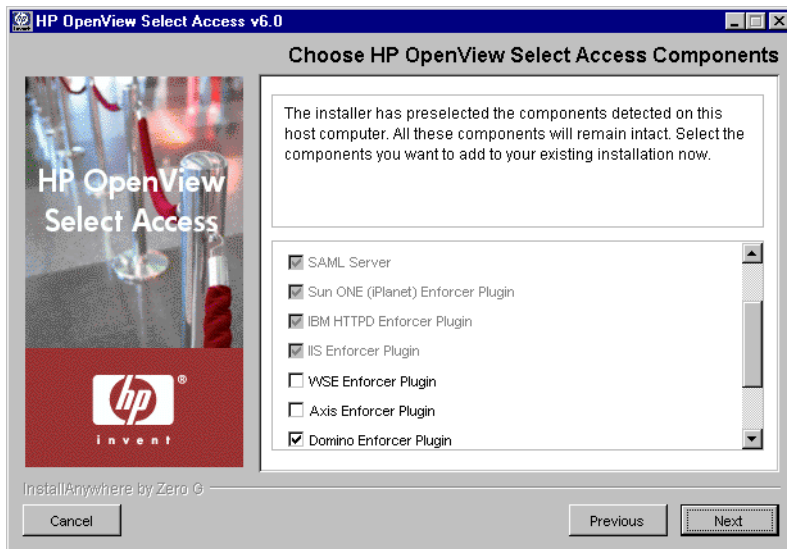 HP OpenView Select Access v6.0
Choose HP OpenView Select Access Components
HP OpenView
Select Access
The installer has preselected the components detected on this
host computer. All these components will remain intact. Select the
components you want to add to your existing installation now.
SAML Server
Sun ONE (iPlanet) Enforcer Plugin
IBM HTTPD Enforcer Plugin
IIS Enforcer Plugin
WSE Enforcer Plugin
Axis Enforcer Plugin
Domino Enforcer Plugin
hp
®
invent
InstallAnywhere by Zero G
Cancel
Previous
Next